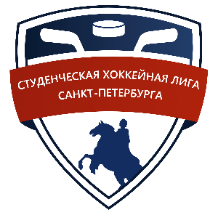 СТУДЕНЧЕСКАЯ ХОККЕЙНАЯ ЛИГА
САНКТ-ПЕТЕРБУРГА